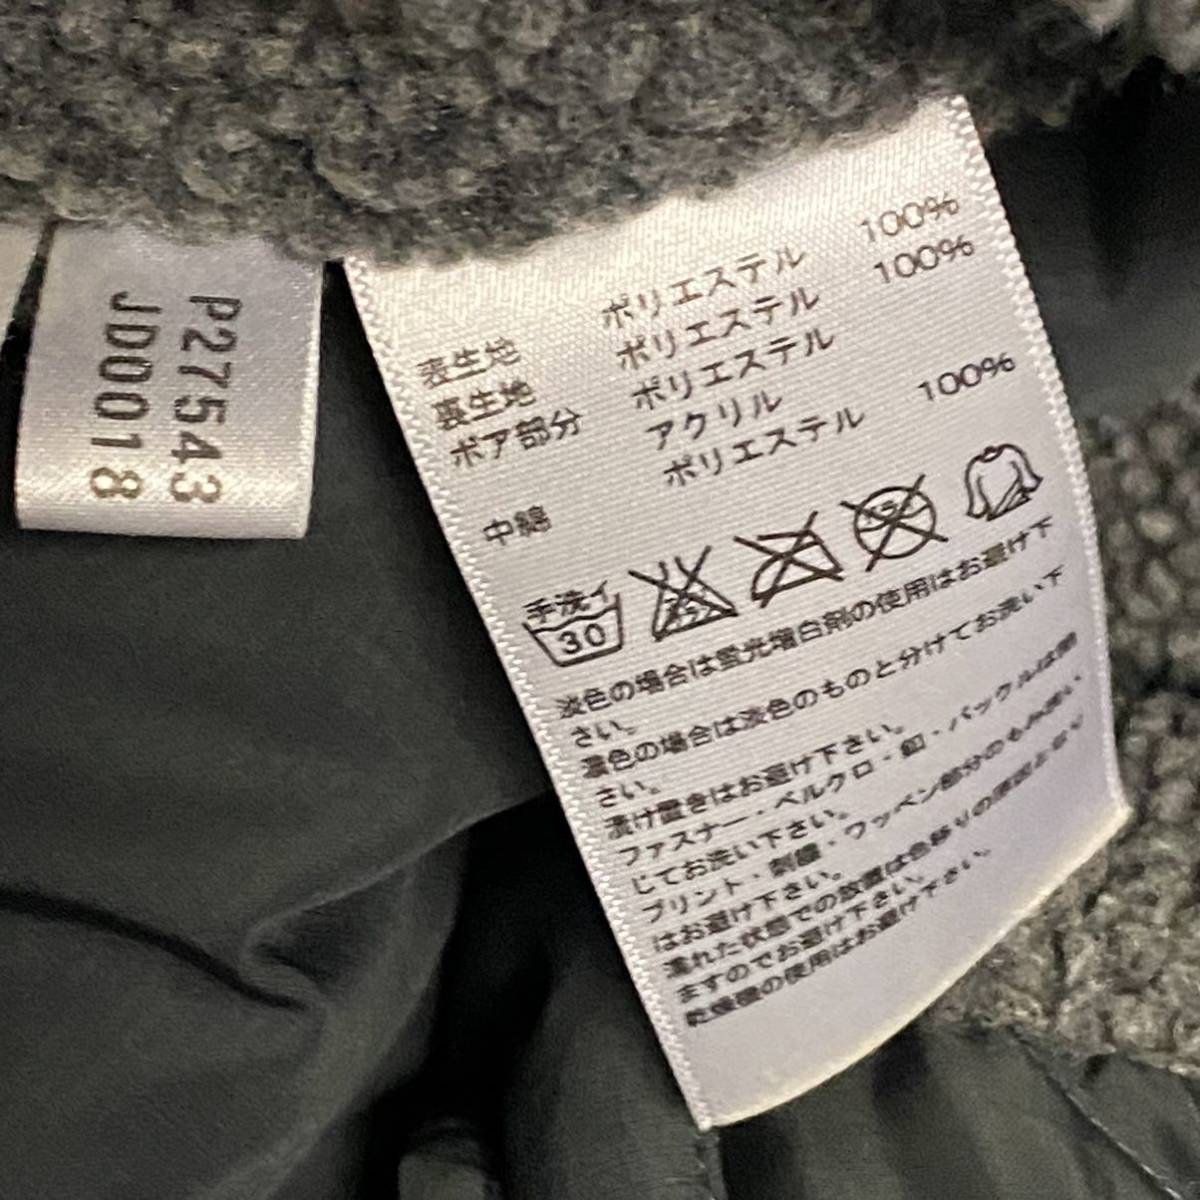 P27543
JD0018
表生地 ポリエステル 100%
裏生地 ポリエステル 100%
ボア部分 ポリエステル
アクリル
中綿 ポリエステル 100%
手洗イ
30
淡色の場合は蛍光増白剤の使用はお避け下
さい。
濃色の場合は淡色のものと分けてお洗い下
さい。
漬け置きはお避け下さい。
ファスナー・ベルクロ・釦・バックルは閉
じてお洗い下さい。
プリント・刺繍・ワッペン部分のもみ洗い
はお避け下さい。
濡れた状態での放置は色移りの原因となり
ますのでお避け下さい。
乾燥機の使用はお避け下さい。